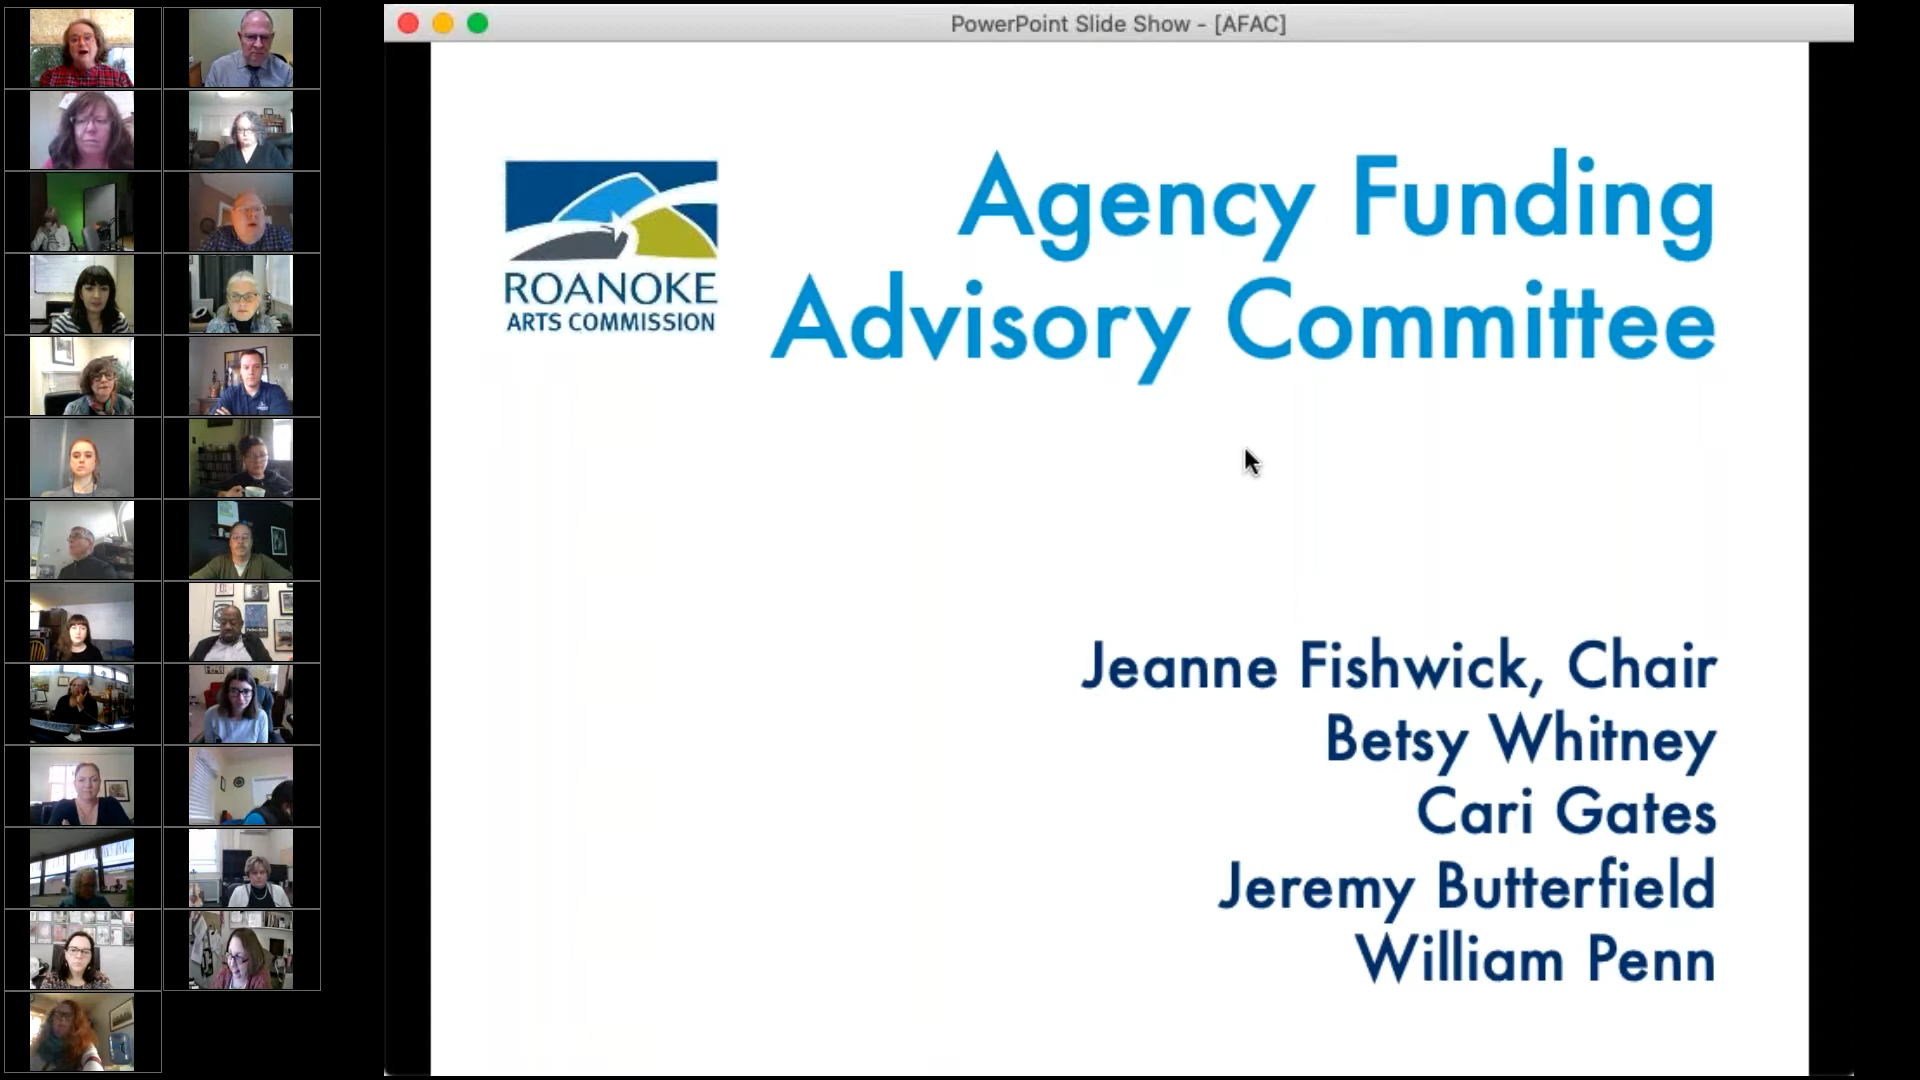 PowerPoint Slide Show - [AFAC]
ROANOKE
ARTS COMMISSION
Agency Funding
Advisory Committee
Jeanne Fishwick, Chair
Betsy Whitney
Cari Gates
Jeremy Butterfield
William Penn